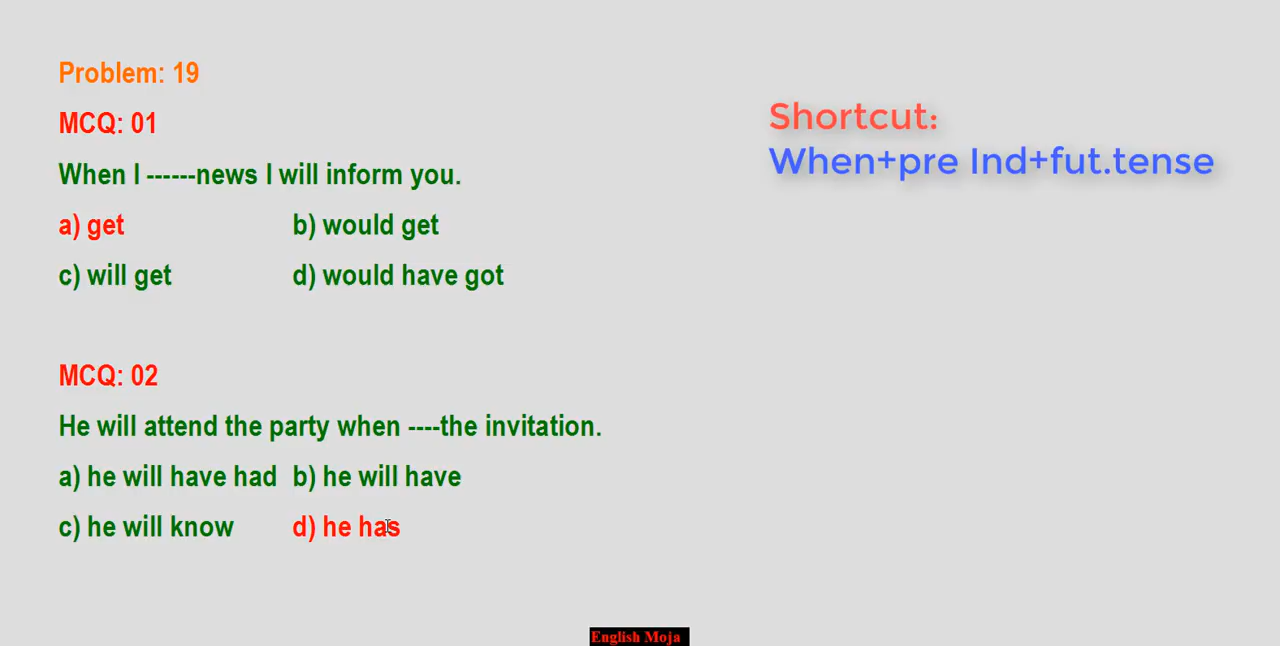 Problem: 19
MCQ: 01
When I ------news I will inform you.
a) get b) would get
c) will get d) would have got
MCQ: 02
He will attend the party when ----the invitation.
a) he will have had b) he will have
c) he will know d) he has
Shortcut:
When+pre Ind+fut.tense
English Moja